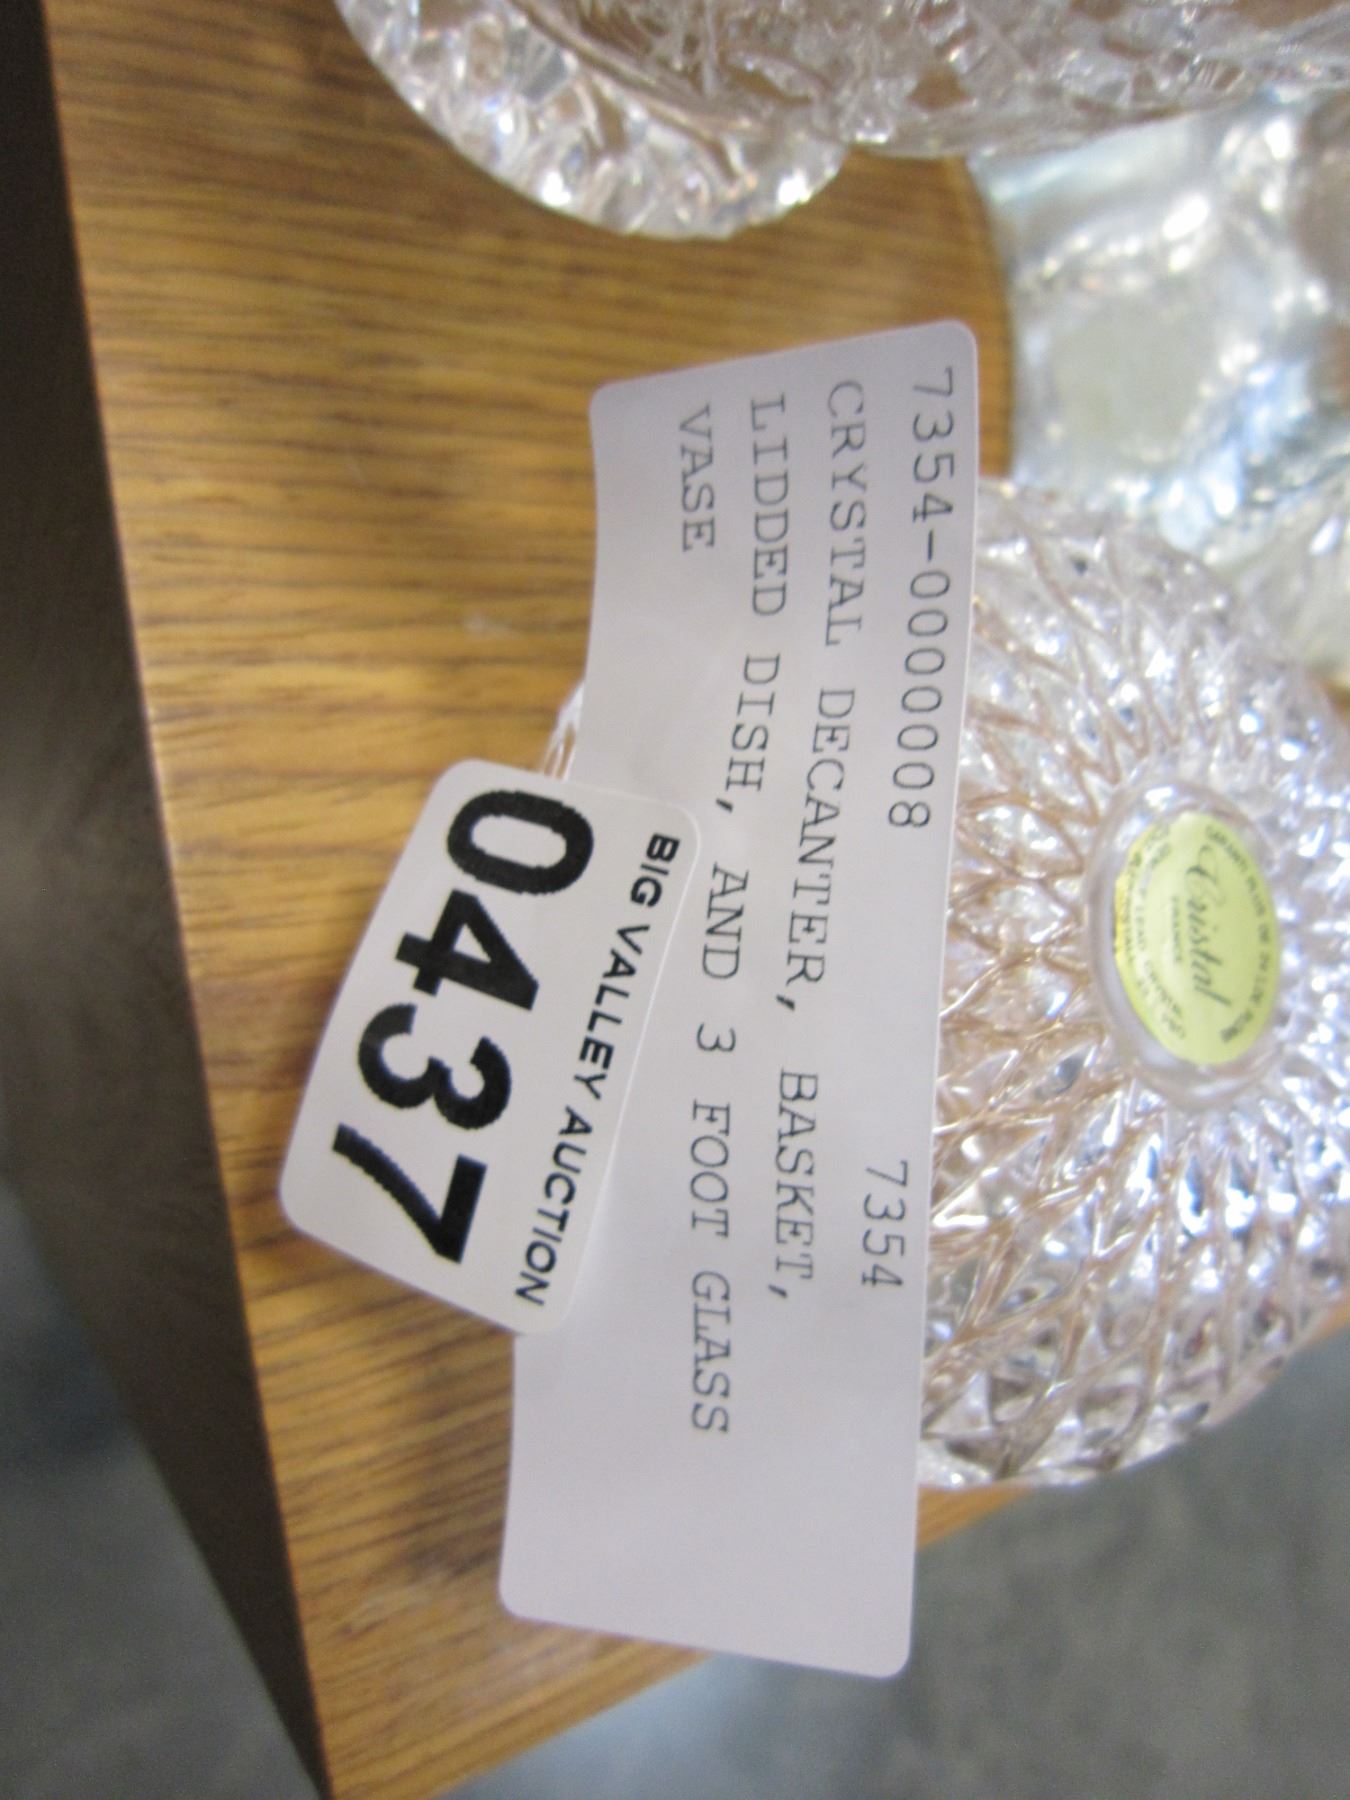 7354-0000008
7354
CRYSTAL DECANTER, BASKET,
LIDDED DISH, AND 3 FOOT GLASS
VASE
BIG VALLEY AUCTION
0437
Cristal
FRANCE